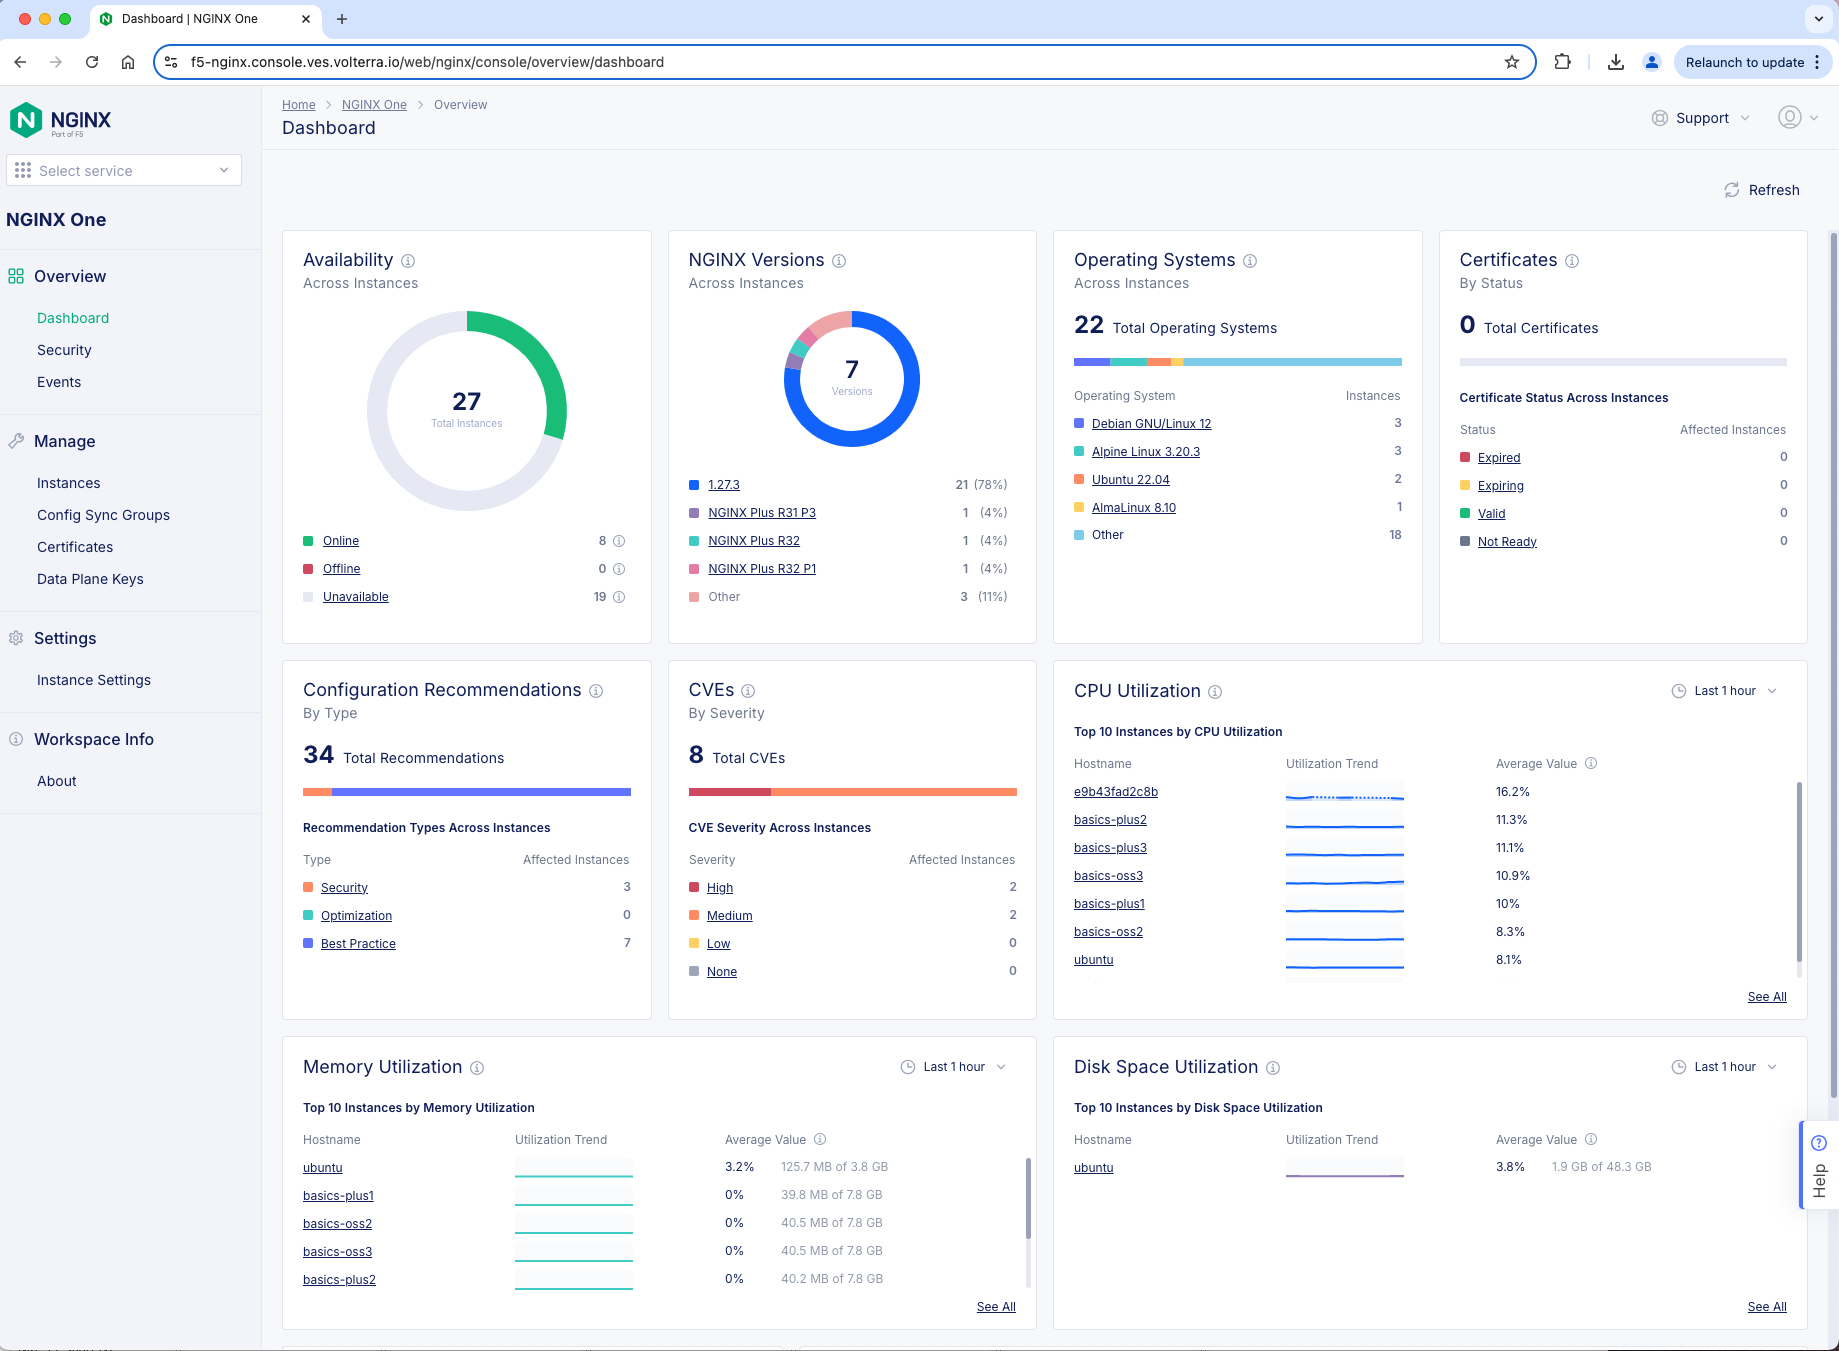 Dashboard | NGINX One
f5-nginx.console.ves.volterra.io/web/nginx/console/overview/dashboard
Relaunch to update
NGINX
Part of F5
Select service
NGINX One
Overview
Dashboard
Security
Events
Manage
Instances
Config Sync Groups
Certificates
Data Plane Keys
Settings
Instance Settings
Workspace Info
About
Home > NGINX One > Overview
Dashboard
Support
Refresh
Availability
Across Instances
27
Total Instances
Online 8
Offline 0
Unavailable 19
NGINX Versions
Across Instances
7
Versions
1.27.3 21 (78%)
NGINX Plus R31 P3 1 (4%)
NGINX Plus R32 1 (4%)
NGINX Plus R32 P1 1 (4%)
Other 3 (11%)
Operating Systems
Across Instances
22 Total Operating Systems
Operating System Instances
Debian GNU/Linux 12 3
Alpine Linux 3.20.3 3
Ubuntu 22.04 2
AlmaLinux 8.10 1
Other 18
Certificates
By Status
0 Total Certificates
Certificate Status Across Instances
Status Affected Instances
Expired 0
Expiring 0
Valid 0
Not Ready 0
Configuration Recommendations
By Type
34 Total Recommendations
Recommendation Types Across Instances
Type Affected Instances
Security 3
Optimization 0
Best Practice 7
CVEs
By Severity
8 Total CVEs
CVE Severity Across Instances
Severity Affected Instances
High 2
Medium 2
Low 0
None 0
CPU Utilization
Last 1 hour
Top 10 Instances by CPU Utilization
Hostname Utilization Trend Average Value
e9b43fad2c8b 16.2%
basics-plus2 11.3%
basics-plus3 11.1%
basics-oss3 10.9%
basics-plus1 10%
basics-oss2 8.3%
ubuntu 8.1%
See All
Memory Utilization
Last 1 hour
Top 10 Instances by Memory Utilization
Hostname Utilization Trend Average Value
ubuntu 3.2% 125.7 MB of 3.8 GB
basics-plus1 0% 39.8 MB of 7.8 GB
basics-oss2 0% 40.5 MB of 7.8 GB
basics-oss3 0% 40.5 MB of 7.8 GB
basics-plus2 0% 40.2 MB of 7.8 GB
See All
Disk Space Utilization
Last 1 hour
Top 10 Instances by Disk Space Utilization
Hostname Utilization Trend Average Value
ubuntu 3.8% 1.9 GB of 48.3 GB
See All
Help